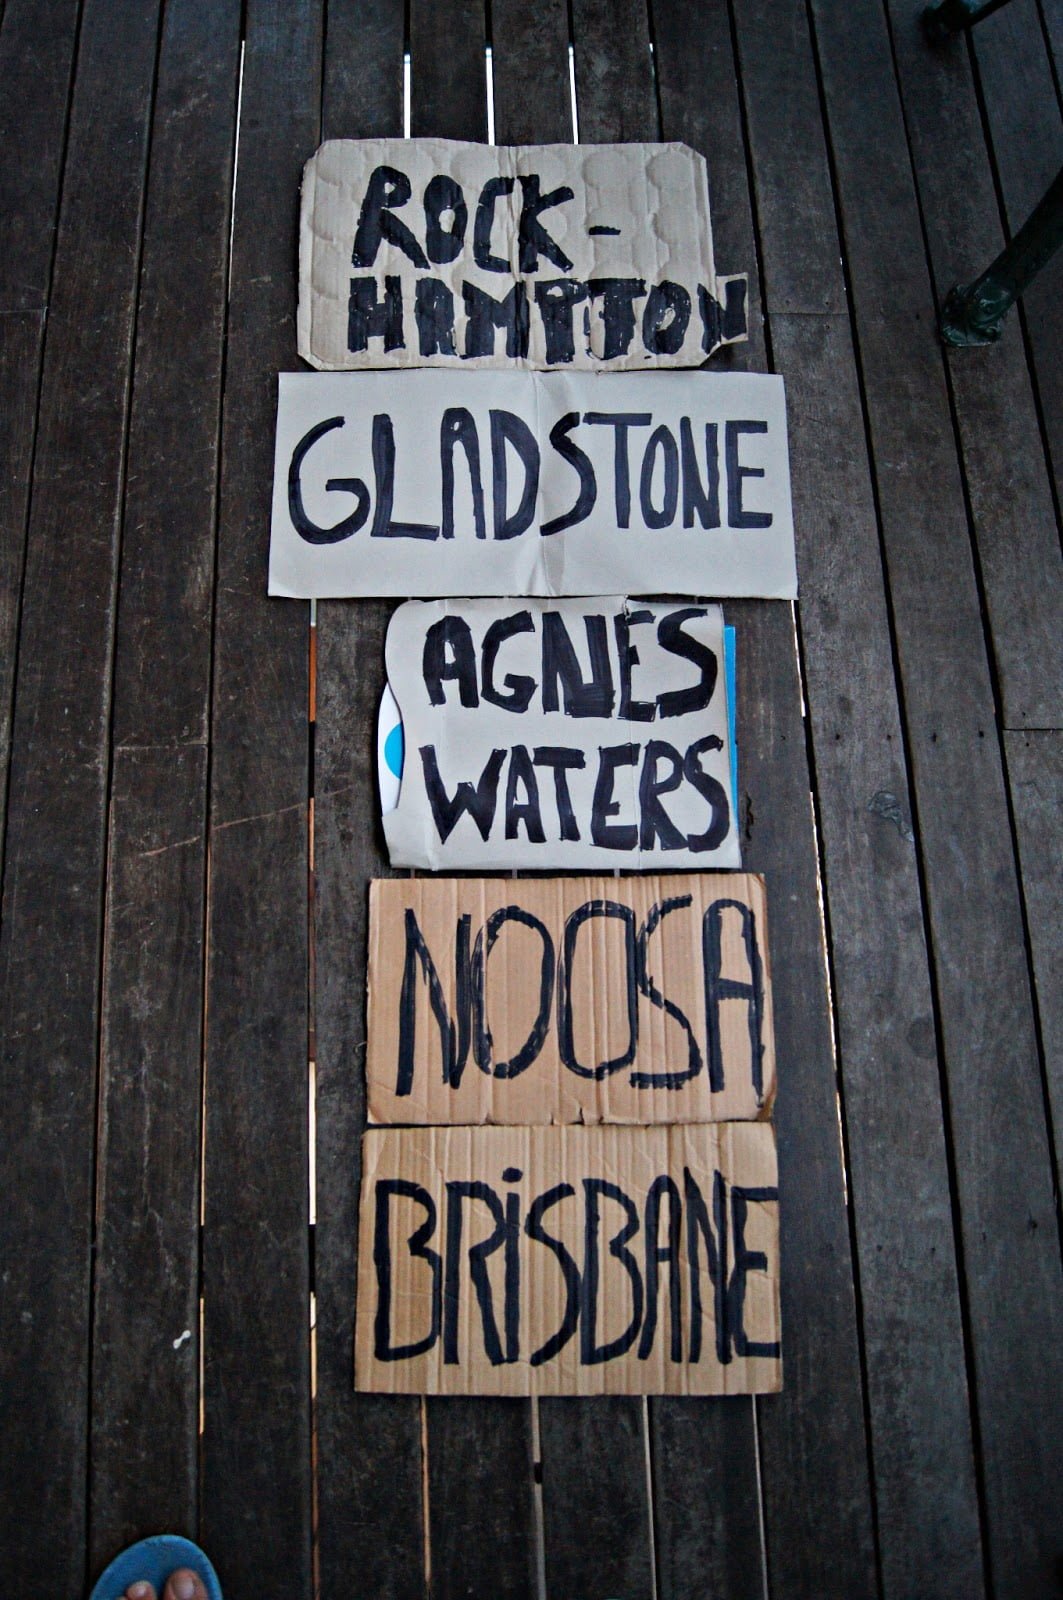 ROCK-
HAMPTON
GLADSTONE
AGNES
WATERS
NOOSA
BRiSBANE